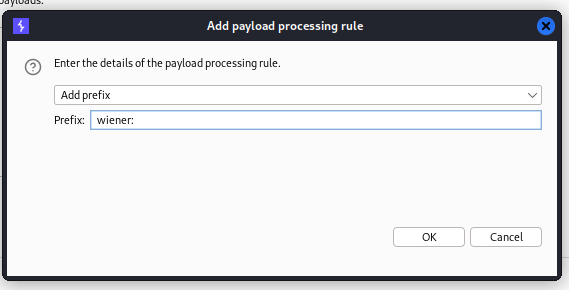 payloads.
Add payload processing rule
Enter the details of the payload processing rule.
Add prefix
Prefix: wiener:
OK Cancel